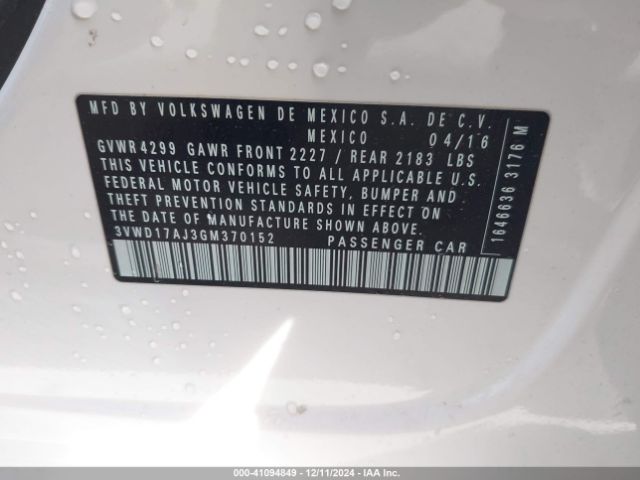 MFD BY VOLKSWAGEN DE MEXICO S.A. DE C.V.
MEXICO 04/16
GVWR 4299 GAWR FRONT 2227 / REAR 2183 LBS
THIS VEHICLE CONFORMS TO ALL APPLICABLE U.S.
FEDERAL MOTOR VEHICLE SAFETY, BUMPER AND
THEFT PREVENTION STANDARDS IN EFFECT ON
THE DATE OF MANUFACTURE SHOWN ABOVE.
3VWD17AJ3GM370152 PASSENGER CAR
1646636 3176 M
000-41094849 • 12/11/2024 • IAAI.COM